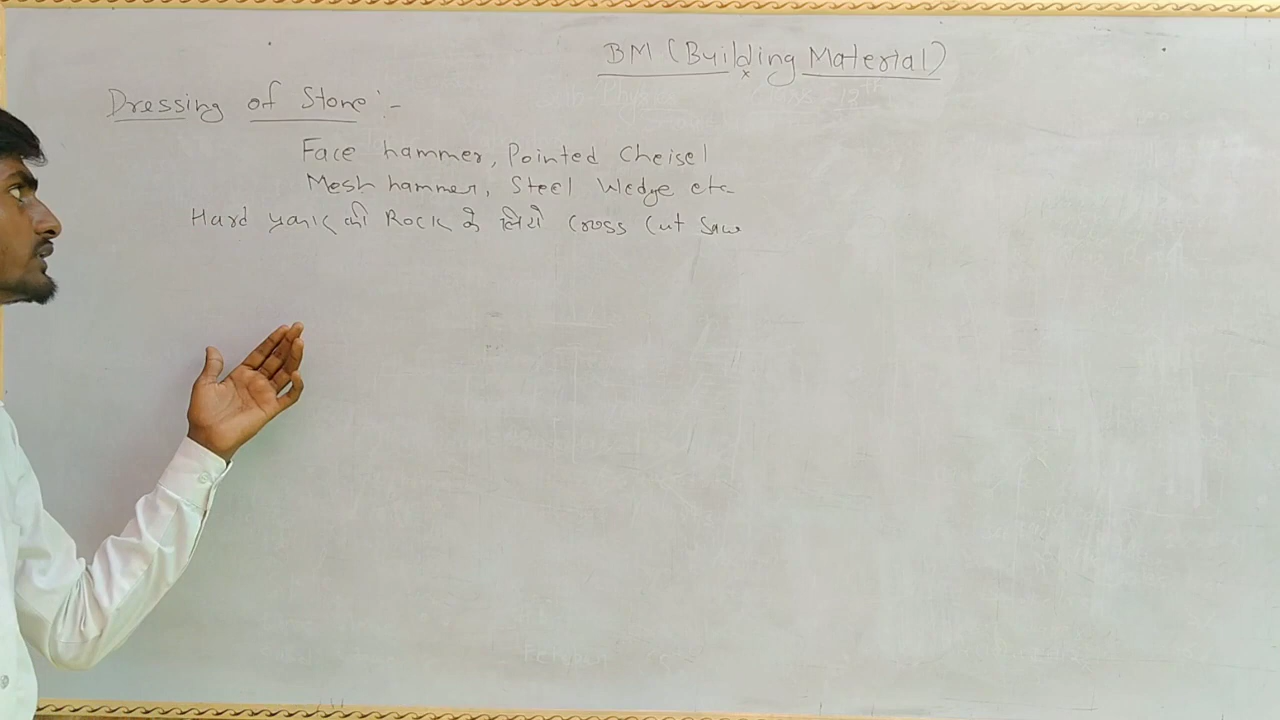 BM (Building Material)
Dressing of Stone :-
Face hammer, Pointed Cheisel
Mesh hammer, Steel Wedge etc
Hard की Rock के लिये Cross Cut Saw